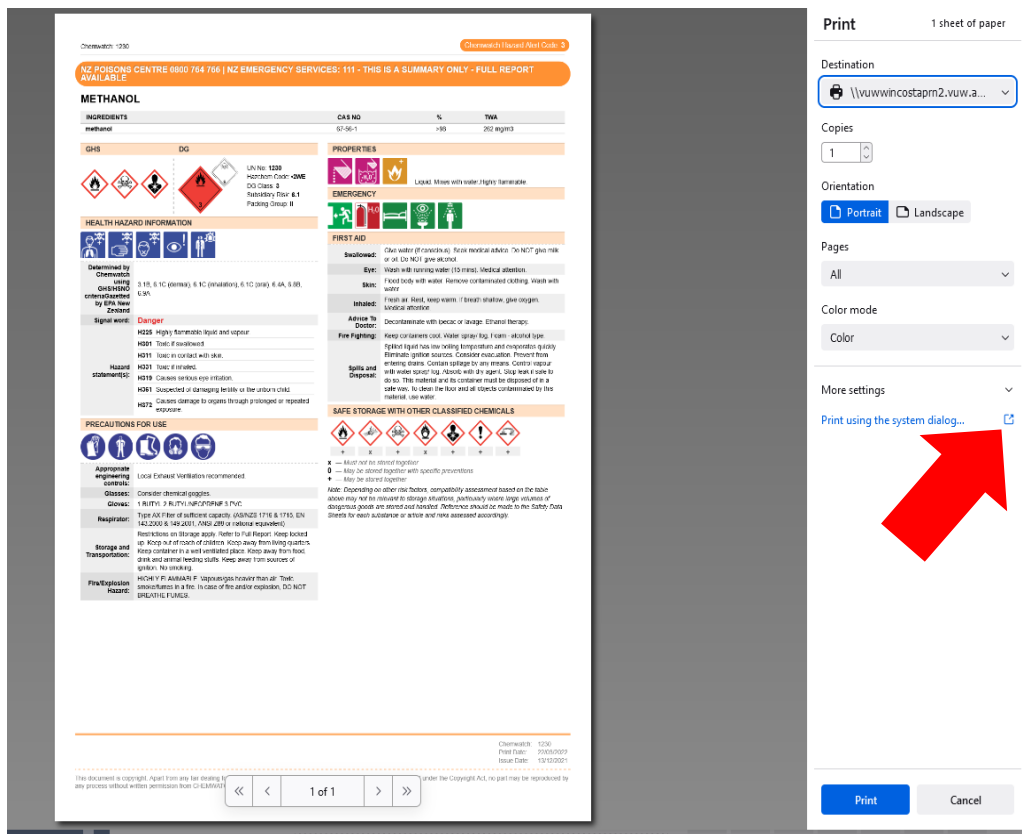 Chemwatch: 1230
Chemwatch Hazard Alert Code: 3
NZ POISONS CENTRE 0800 764 766 | NZ EMERGENCY SERVICES: 111 - THIS IS A SUMMARY ONLY - FULL REPORT
AVAILABLE
METHANOL
INGREDIENTS CAS NO % TWA
methanol 67-56-1 >98 262 mg/m3
GHS DG
UN No: 1230
Hazchem Code: •2WE
DG Class: 3
Subsidiary Risk: 6.1
Packing Group: II
HEALTH HAZARD INFORMATION
Determined by
Chemwatch
using
GHS/HSNO
criteriaGazetted
by EPA New
Zealand
3.1B, 6.1C (dermal), 6.1C (inhalation), 6.1C (oral), 6.4A, 6.8B,
6.9A
Signal word: Danger
Hazard
statement(s):
H225 Highly flammable liquid and vapour.
H301 Toxic if swallowed.
H311 Toxic in contact with skin.
H331 Toxic if inhaled.
H319 Causes serious eye irritation.
H361 Suspected of damaging fertility or the unborn child.
H372 Causes damage to organs through prolonged or repeated
exposure.
PRECAUTIONS FOR USE
Appropriate
engineering
controls:
Local Exhaust Ventilation recommended.
Glasses: Consider chemical goggles.
Gloves: 1.BUTYL 2.BUTYL/NEOPRENE 3.PVC
Respirator: Type AX Filter of sufficient capacity. (AS/NZS 1716 & 1715, EN
143:2000 & 149:2001, ANSI Z88 or national equivalent)
Storage and
Transportation:
Restrictions on Storage apply. Refer to Full Report. Keep locked
up. Keep out of reach of children. Keep away from living quarters.
Keep container in a well ventilated place. Keep away from food,
drink and animal feeding stuffs. Keep away from sources of
ignition. No smoking.
Fire/Explosion
Hazard:
HIGHLY FLAMMABLE. Vapours/gas heavier than air. Toxic
smoke/fumes in a fire. In case of fire and/or explosion, DO NOT
BREATHE FUMES.
PROPERTIES
Liquid. Mixes with water. Highly flammable.
EMERGENCY
H2O
FIRST AID
Swallowed: Give water (if conscious). Seek medical advice. Do NOT give milk
or oil. Do NOT give alcohol.
Eye: Wash with running water (15 mins). Medical attention.
Skin: Flood body with water. Remove contaminated clothing. Wash with
water.
Inhaled: Fresh air. Rest, keep warm. If breath shallow, give oxygen.
Medical attention.
Advice To
Doctor:
Decontaminate with ipecac or lavage. Ethanol therapy.
Fire Fighting: Keep containers cool. Water spray/ fog. Foam - alcohol type.
Spills and
Disposal:
Spilled liquid has low boiling temperature and evaporates quickly.
Eliminate ignition sources. Consider evacuation. Prevent from
entering drains. Contain spillage by any means. Control vapour
with water spray/ fog. Absorb with dry agent. Stop leak if safe to
do so. This material and its container must be disposed of in a
safe way. To clean the floor and all objects contaminated by this
material, use water.
SAFE STORAGE WITH OTHER CLASSIFIED CHEMICALS
+ x + + + + +
x — Must not be stored together
0 — May be stored together with specific preventions
+ — May be stored together
Note: Depending on other risk factors, compatibility assessment based on the table
above may not be relevant to storage situations, particularly where large volumes of
dangerous goods are stored and handled. Reference should be made to the Safety Data
Sheets for each substance or article and risks assessed accordingly.
Chemwatch: 1230
Print Date: 22/03/2022
Issue Date: 13/12/2021
This document is copyright. Apart from any fair dealing f
under the Copyright Act, no part may be reproduced by
any process without written permission from CHEMWATC
1 of 1
Print
1 sheet of paper
Destination
\\vuwwincostaprn2.vuw.a...
Copies
1
Orientation
Portrait Landscape
Pages
All
Color mode
Color
More settings
Print using the system dialog...
Print Cancel